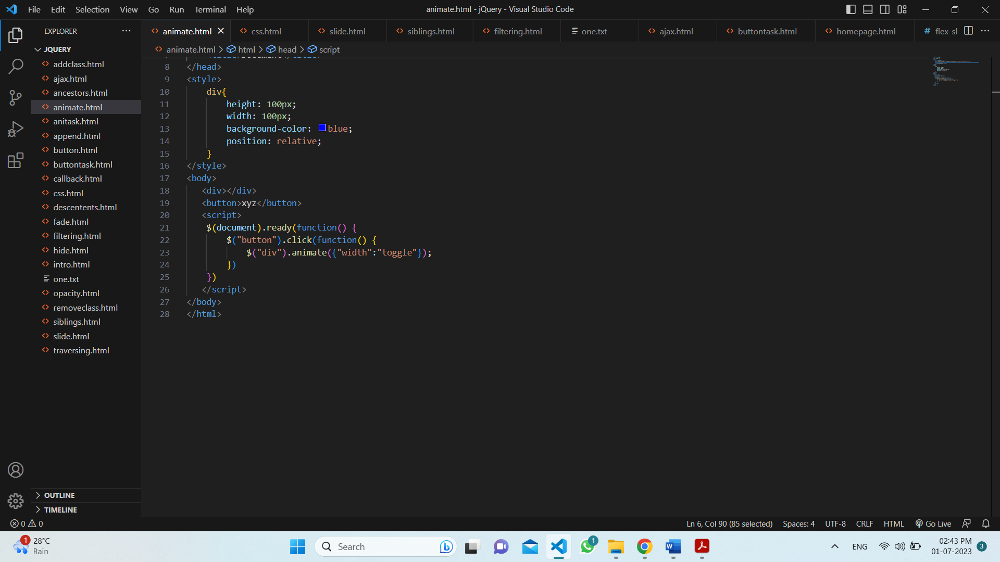 File Edit Selection View Go Run Terminal Help
animate.html - jQuery - Visual Studio Code
EXPLORER
animate.html
css.html
slide.html
siblings.html
filtering.html
one.txt
ajax.html
buttontask.html
homepage.html
# flex-sli
JQUERY
animate.html > html > head > script
addclass.html
ajax.html
ancestors.html
animate.html
anitask.html
append.html
button.html
buttontask.html
callback.html
css.html
descentents.html
fade.html
filtering.html
hide.html
intro.html
one.txt
opacity.html
removeclass.html
siblings.html
slide.html
traversing.html
OUTLINE
TIMELINE
8 </head>
9 <style>
10 div{
11 height: 100px;
12 width: 100px;
13 background-color: blue;
14 position: relative;
15 }
16 </style>
17 <body>
18 <div></div>
19 <button>xyz</button>
20 <script>
21 $(document).ready(function() {
22 $("button").click(function() {
23 $("div").animate({"width":"toggle"});
24 })
25 })
26 </script>
27 </body>
28 </html>
0 0
Ln 6, Col 90 (85 selected) Spaces: 4 UTF-8 CRLF HTML Go Live
1
28°C
Rain
Search
1
ENG
02:43 PM
01-07-2023
3